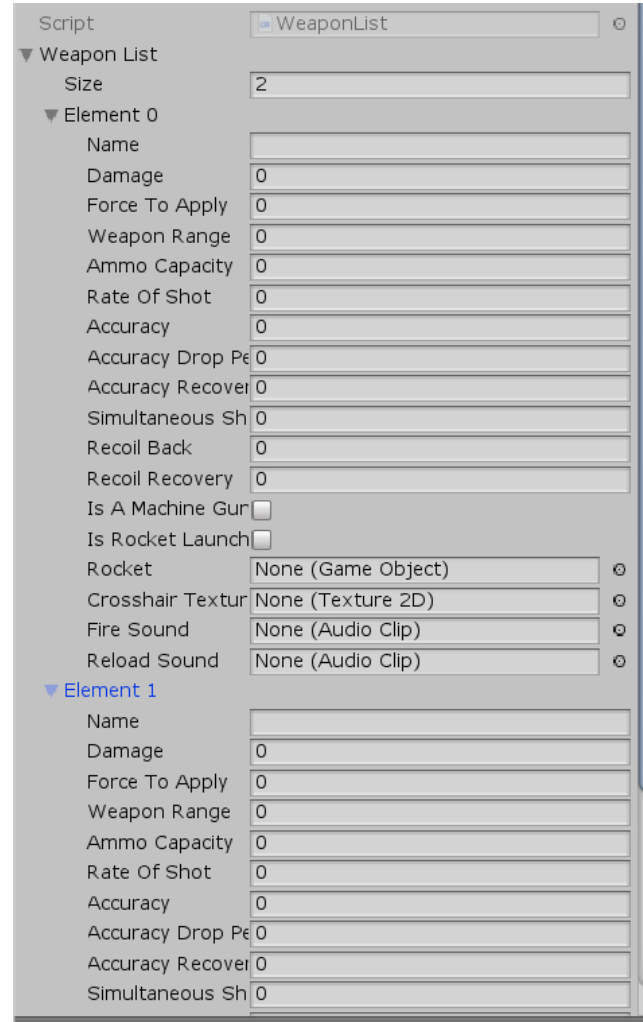 Script WeaponList
Weapon List
Size 2
Element 0
Name
Damage 0
Force To Apply 0
Weapon Range 0
Ammo Capacity 0
Rate Of Shot 0
Accuracy 0
Accuracy Drop Pe 0
Accuracy Recover 0
Simultaneous Sh 0
Recoil Back 0
Recoil Recovery 0
Is A Machine Gun
Is Rocket Launch
Rocket None (Game Object)
Crosshair Textur None (Texture 2D)
Fire Sound None (Audio Clip)
Reload Sound None (Audio Clip)
Element 1
Name
Damage 0
Force To Apply 0
Weapon Range 0
Ammo Capacity 0
Rate Of Shot 0
Accuracy 0
Accuracy Drop Pe 0
Accuracy Recover 0
Simultaneous Sh 0